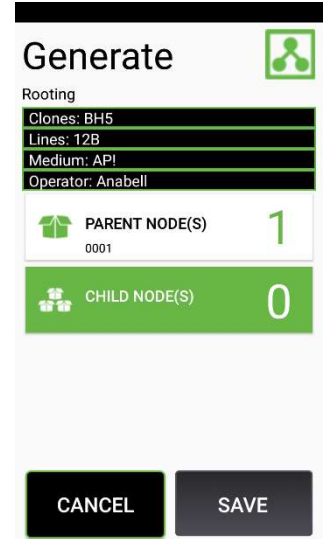 Generate
Rooting
Clones: BH5
Lines: 12B
Medium: AP!
Operator: Anabell
PARENT NODE(S) 1
0001
CHILD NODE(S) 0
CANCEL SAVE